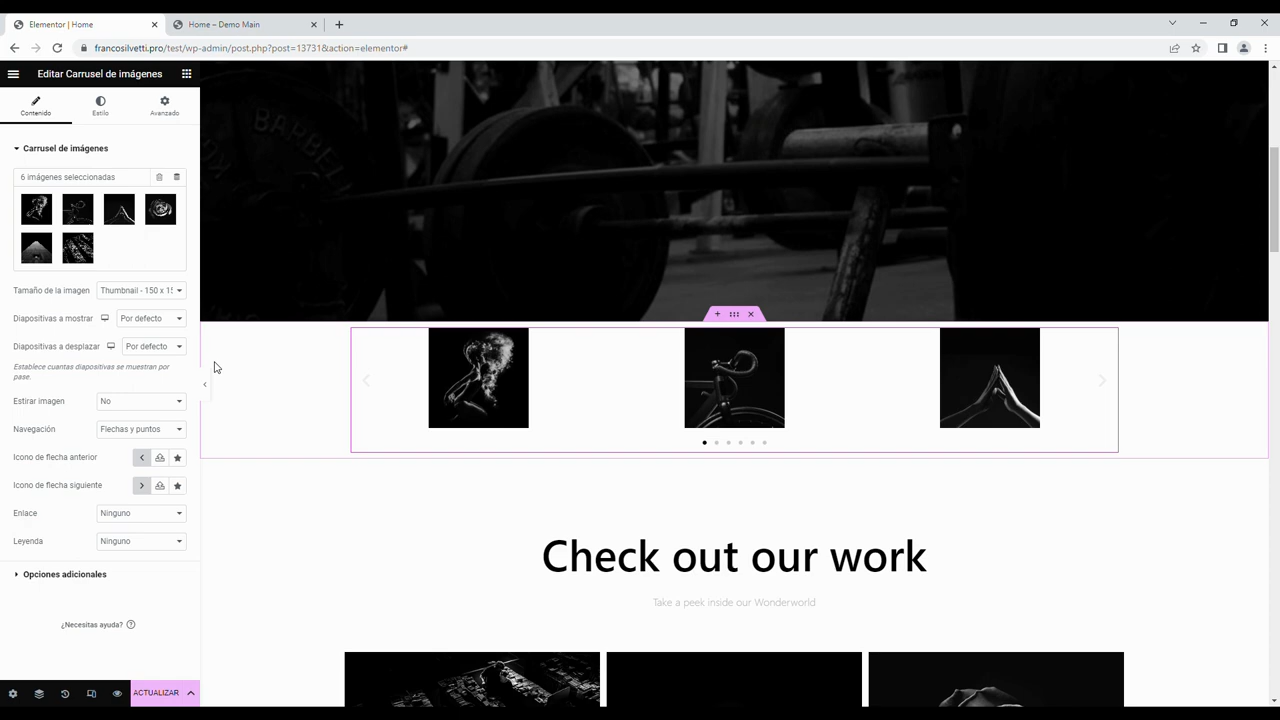 Elementor | Home
Home – Demo Main
francosilvetti.pro/test/wp-admin/post.php?post=13731&action=elementor#
Editar Carrusel de imágenes
Contenido
Estilo
Avanzado
Carrusel de imágenes
6 imágenes seleccionadas
Tamaño de la imagen
Thumbnail - 150 x 15
Diapositivas a mostrar
Por defecto
Diapositivas a desplazar
Por defecto
Establece cuantas diapositivas se muestran por
pase.
Estirar imagen
No
Navegación
Flechas y puntos
Icono de flecha anterior
Icono de flecha siguiente
Enlace
Ninguno
Leyenda
Ninguno
Opciones adicionales
¿Necesitas ayuda?
ACTUALIZAR
BARBELL
Check out our work
Take a peek inside our Wonderworld